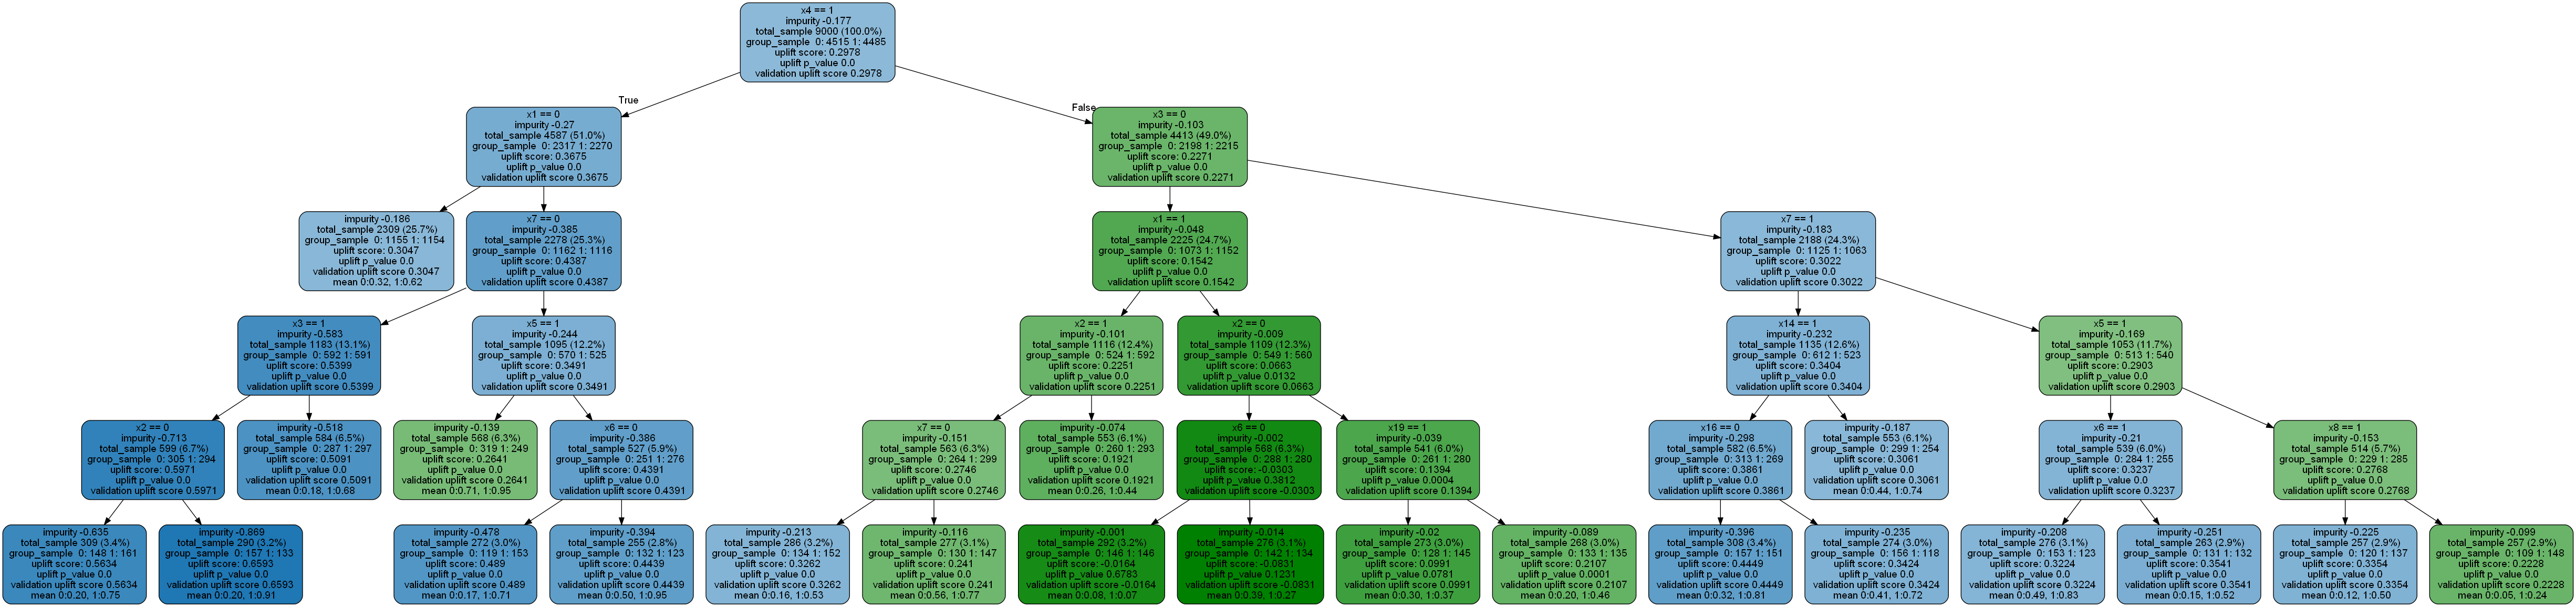 x4 == 1
impurity -0.177
total_sample 9000 (100.0%)
group_sample 0: 4515 1: 4485
uplift score: 0.2978
uplift p_value 0.0
validation uplift score 0.2978
True
False
x1 == 0
impurity -0.27
total_sample 4587 (51.0%)
group_sample 0: 2317 1: 2270
uplift score: 0.3675
uplift p_value 0.0
validation uplift score 0.3675
x3 == 0
impurity -0.103
total_sample 4413 (49.0%)
group_sample 0: 2198 1: 2215
uplift score: 0.2271
uplift p_value 0.0
validation uplift score 0.2271
impurity -0.186
total_sample 2309 (25.7%)
group_sample 0: 1155 1: 1154
uplift score: 0.3047
uplift p_value 0.0
validation uplift score 0.3047
mean 0:0.32, 1:0.62
x7 == 0
impurity -0.385
total_sample 2278 (25.3%)
group_sample 0: 1162 1: 1116
uplift score: 0.4387
uplift p_value 0.0
validation uplift score 0.4387
x1 == 1
impurity -0.048
total_sample 2225 (24.7%)
group_sample 0: 1073 1: 1152
uplift score: 0.1542
uplift p_value 0.0
validation uplift score 0.1542
x7 == 1
impurity -0.183
total_sample 2188 (24.3%)
group_sample 0: 1125 1: 1063
uplift score: 0.3022
uplift p_value 0.0
validation uplift score 0.3022
x3 == 1
impurity -0.583
total_sample 1183 (13.1%)
group_sample 0: 592 1: 591
uplift score: 0.5399
uplift p_value 0.0
validation uplift score 0.5399
x5 == 1
impurity -0.244
total_sample 1095 (12.2%)
group_sample 0: 570 1: 525
uplift score: 0.3491
uplift p_value 0.0
validation uplift score 0.3491
x2 == 1
impurity -0.101
total_sample 1116 (12.4%)
group_sample 0: 524 1: 592
uplift score: 0.2251
uplift p_value 0.0
validation uplift score 0.2251
x2 == 0
impurity -0.009
total_sample 1109 (12.3%)
group_sample 0: 549 1: 560
uplift score: 0.0663
uplift p_value 0.0132
validation uplift score 0.0663
x14 == 1
impurity -0.232
total_sample 1135 (12.6%)
group_sample 0: 612 1: 523
uplift score: 0.3404
uplift p_value 0.0
validation uplift score 0.3404
x5 == 1
impurity -0.169
total_sample 1053 (11.7%)
group_sample 0: 513 1: 540
uplift score: 0.2903
uplift p_value 0.0
validation uplift score 0.2903
x2 == 0
impurity -0.713
total_sample 599 (6.7%)
group_sample 0: 305 1: 294
uplift score: 0.5971
uplift p_value 0.0
validation uplift score 0.5971
impurity -0.518
total_sample 584 (6.5%)
group_sample 0: 287 1: 297
uplift score: 0.5091
uplift p_value 0.0
validation uplift score 0.5091
mean 0:0.18, 1:0.68
impurity -0.139
total_sample 568 (6.3%)
group_sample 0: 319 1: 249
uplift score: 0.2641
uplift p_value 0.0
validation uplift score 0.2641
mean 0:0.71, 1:0.95
x6 == 0
impurity -0.386
total_sample 527 (5.9%)
group_sample 0: 251 1: 276
uplift score: 0.4391
uplift p_value 0.0
validation uplift score 0.4391
x7 == 0
impurity -0.151
total_sample 563 (6.3%)
group_sample 0: 264 1: 299
uplift score: 0.2746
uplift p_value 0.0
validation uplift score 0.2746
impurity -0.074
total_sample 553 (6.1%)
group_sample 0: 260 1: 293
uplift score: 0.1921
uplift p_value 0.0
validation uplift score 0.1921
mean 0:0.26, 1:0.44
x6 == 0
impurity -0.002
total_sample 568 (6.3%)
group_sample 0: 288 1: 280
uplift score: -0.0303
uplift p_value 0.3812
validation uplift score -0.0303
x19 == 1
impurity -0.039
total_sample 541 (6.0%)
group_sample 0: 261 1: 280
uplift score: 0.1394
uplift p_value 0.0004
validation uplift score 0.1394
x16 == 0
impurity -0.298
total_sample 582 (6.5%)
group_sample 0: 313 1: 269
uplift score: 0.3861
uplift p_value 0.0
validation uplift score 0.3861
impurity -0.187
total_sample 553 (6.1%)
group_sample 0: 299 1: 254
uplift score: 0.3061
uplift p_value 0.0
validation uplift score 0.3061
mean 0:0.44, 1:0.74
x6 == 1
impurity -0.21
total_sample 539 (6.0%)
group_sample 0: 284 1: 255
uplift score: 0.3237
uplift p_value 0.0
validation uplift score 0.3237
x8 == 1
impurity -0.153
total_sample 514 (5.7%)
group_sample 0: 229 1: 285
uplift score: 0.2768
uplift p_value 0.0
validation uplift score 0.2768
impurity -0.635
total_sample 309 (3.4%)
group_sample 0: 148 1: 161
uplift score: 0.5634
uplift p_value 0.0
validation uplift score 0.5634
mean 0:0.20, 1:0.75
impurity -0.869
total_sample 290 (3.2%)
group_sample 0: 157 1: 133
uplift score: 0.6593
uplift p_value 0.0
validation uplift score 0.6593
mean 0:0.20, 1:0.91
impurity -0.478
total_sample 272 (3.0%)
group_sample 0: 119 1: 153
uplift score: 0.489
uplift p_value 0.0
validation uplift score 0.489
mean 0:0.17, 1:0.71
impurity -0.394
total_sample 255 (2.8%)
group_sample 0: 132 1: 123
uplift score: 0.4439
uplift p_value 0.0
validation uplift score 0.4439
mean 0:0.50, 1:0.95
impurity -0.213
total_sample 286 (3.2%)
group_sample 0: 134 1: 152
uplift score: 0.3262
uplift p_value 0.0
validation uplift score 0.3262
mean 0:0.16, 1:0.53
impurity -0.116
total_sample 277 (3.1%)
group_sample 0: 130 1: 147
uplift score: 0.241
uplift p_value 0.0
validation uplift score 0.241
mean 0:0.56, 1:0.77
impurity -0.001
total_sample 292 (3.2%)
group_sample 0: 146 1: 146
uplift score: -0.0164
uplift p_value 0.6783
validation uplift score -0.0164
mean 0:0.08, 1:0.07
impurity -0.014
total_sample 276 (3.1%)
group_sample 0: 142 1: 134
uplift score: -0.0831
uplift p_value 0.1231
validation uplift score -0.0831
mean 0:0.39, 1:0.27
impurity -0.02
total_sample 273 (3.0%)
group_sample 0: 128 1: 145
uplift score: 0.0991
uplift p_value 0.0781
validation uplift score 0.0991
mean 0:0.30, 1:0.37
impurity -0.089
total_sample 268 (3.0%)
group_sample 0: 133 1: 135
uplift score: 0.2107
uplift p_value 0.0001
validation uplift score 0.2107
mean 0:0.20, 1:0.46
impurity -0.396
total_sample 308 (3.4%)
group_sample 0: 157 1: 151
uplift score: 0.4449
uplift p_value 0.0
validation uplift score 0.4449
mean 0:0.32, 1:0.81
impurity -0.235
total_sample 274 (3.0%)
group_sample 0: 156 1: 118
uplift score: 0.3424
uplift p_value 0.0
validation uplift score 0.3424
mean 0:0.41, 1:0.72
impurity -0.208
total_sample 276 (3.1%)
group_sample 0: 153 1: 123
uplift score: 0.3224
uplift p_value 0.0
validation uplift score 0.3224
mean 0:0.49, 1:0.83
impurity -0.251
total_sample 263 (2.9%)
group_sample 0: 131 1: 132
uplift score: 0.3541
uplift p_value 0.0
validation uplift score 0.3541
mean 0:0.15, 1:0.52
impurity -0.225
total_sample 257 (2.9%)
group_sample 0: 120 1: 137
uplift score: 0.3354
uplift p_value 0.0
validation uplift score 0.3354
mean 0:0.12, 1:0.50
impurity -0.099
total_sample 257 (2.9%)
group_sample 0: 109 1: 148
uplift score: 0.2228
uplift p_value 0.0
validation uplift score 0.2228
mean 0:0.05, 1:0.24